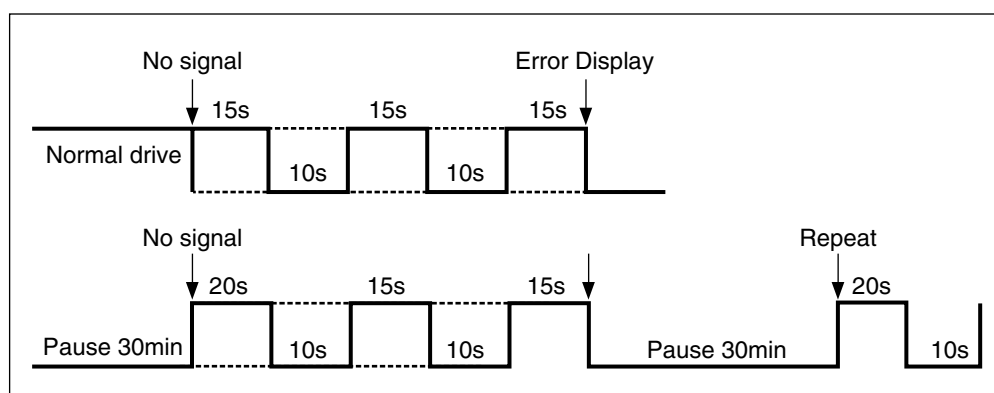 No signal Error Display
15s 15s 15s
Normal drive
10s 10s
No signal Repeat
20s 15s 15s 20s
Pause 30min 10s 10s Pause 30min 10s